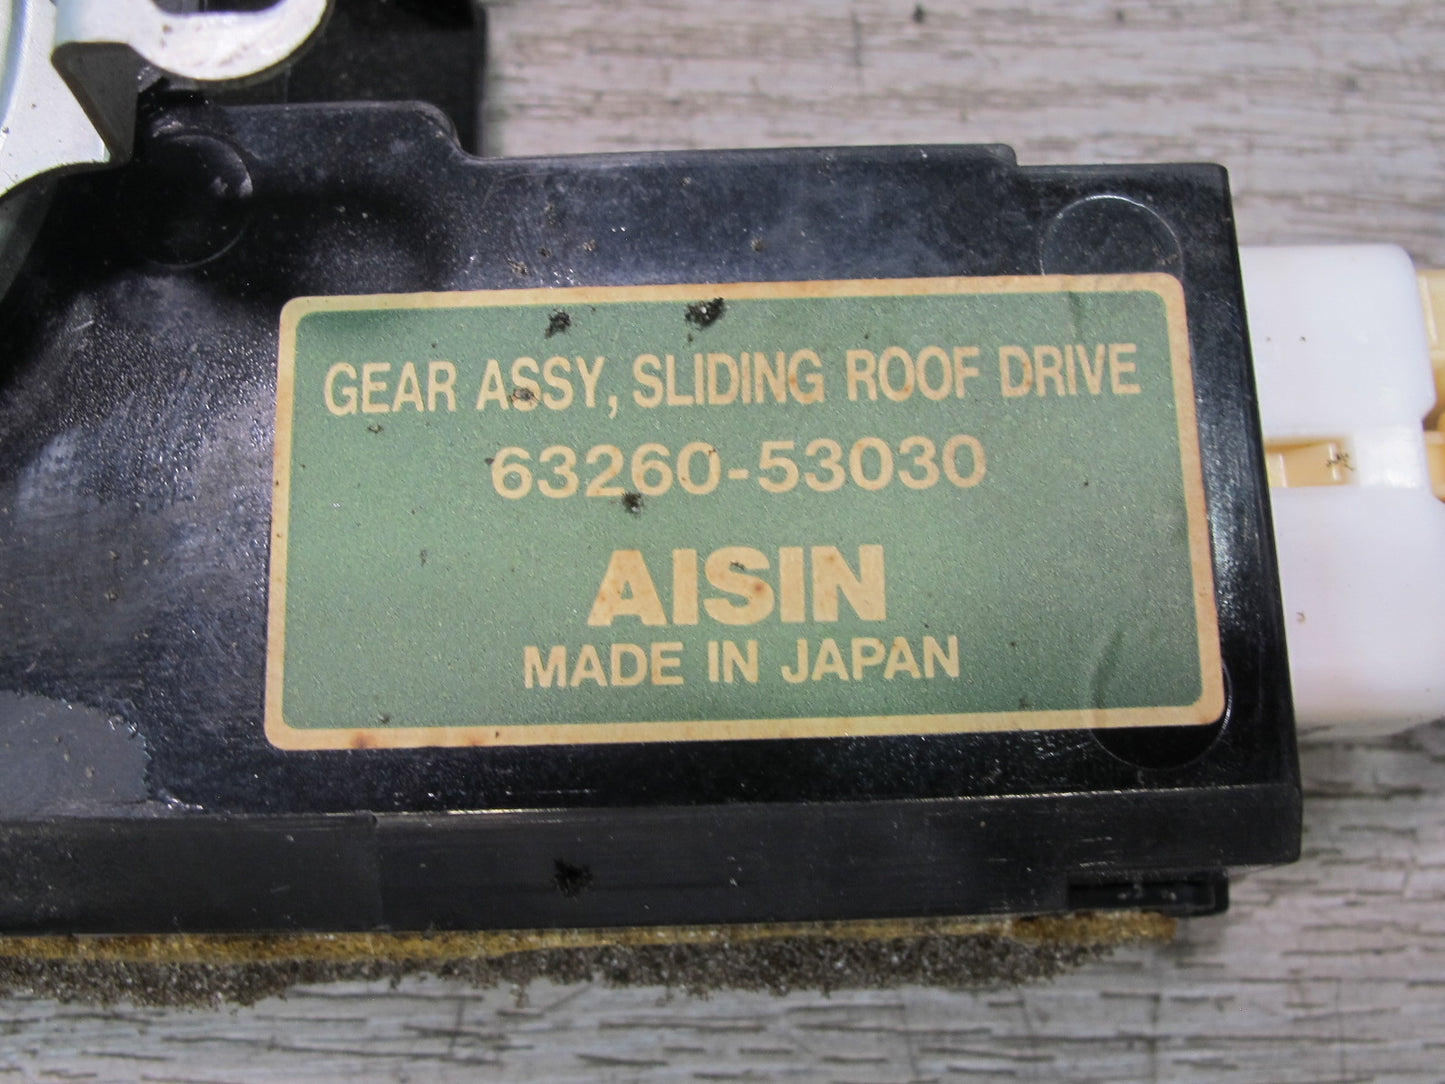 GEAR ASSY, SLIDING ROOF DRIVE
63260-53030
AISIN
MADE IN JAPAN